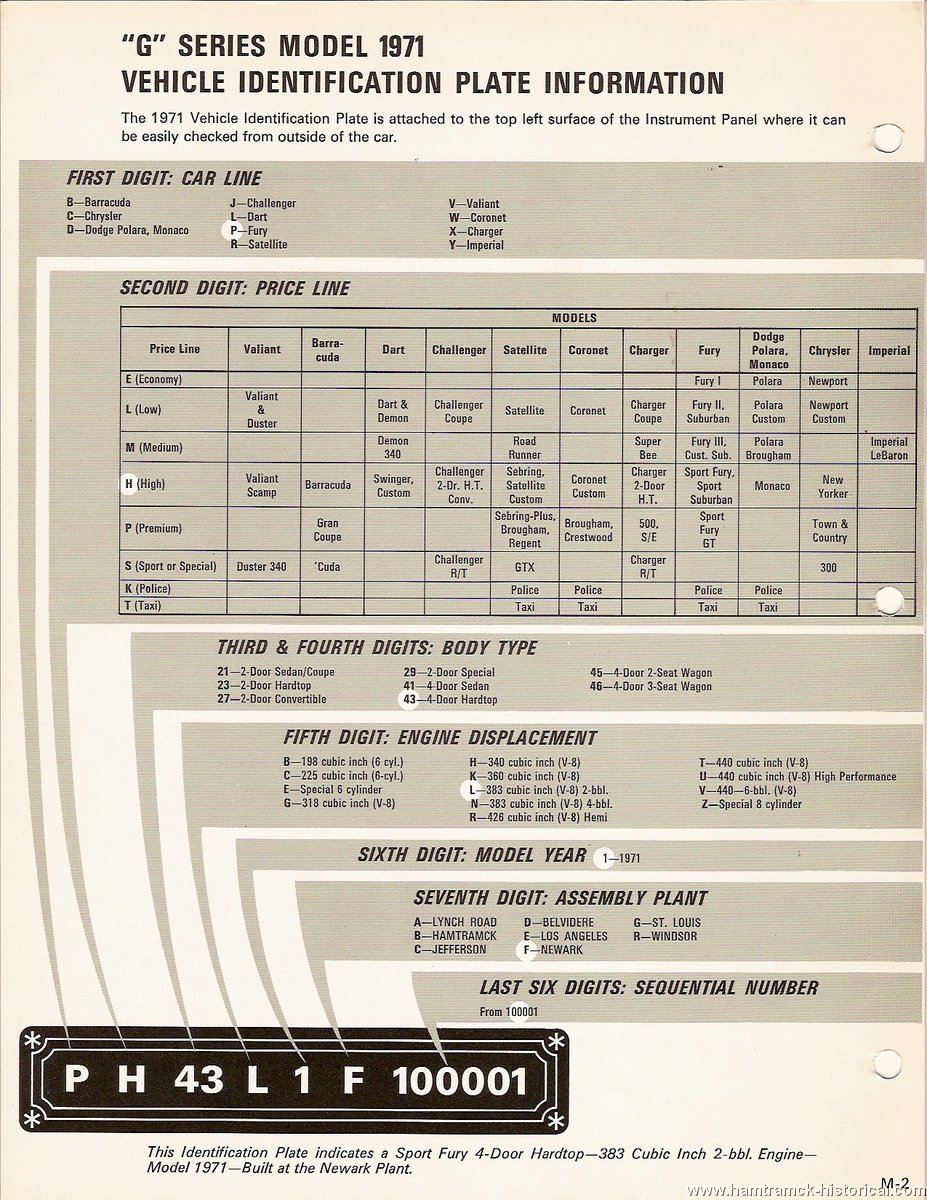 "G" SERIES MODEL 1971
VEHICLE IDENTIFICATION PLATE INFORMATION
The 1971 Vehicle Identification Plate is attached to the top left surface of the Instrument Panel where it can
be easily checked from outside of the car.
FIRST DIGIT: CAR LINE
B—Barracuda J—Challenger V—Valiant
C—Chrysler L—Dart W—Coronet
D—Dodge Polara, Monaco P—Fury X—Charger
R—Satellite Y—Imperial
SECOND DIGIT: PRICE LINE
MODELS
Price Line Valiant Barra- Dart Challenger Satellite Coronet Charger Fury Dodge Chrysler Imperial
cuda Polara,
Monaco
E (Economy) Fury I Polara Newport
L (Low) Valiant Dart & Challenger Satellite Coronet Charger Fury II, Polara Newport
& Demon Coupe Coupe Suburban Custom Custom
Duster
M (Medium) Demon Road Super Fury III, Polara Imperial
340 Runner Bee Cust. Sub. Brougham LeBaron
H (High) Valiant Barracuda Swinger, Challenger Sebring, Coronet Charger Sport Fury, Monaco New
Scamp Custom 2-Dr. H.T. Satellite Custom 2-Door Sport Yorker
Conv. Custom H.T. Suburban
P (Premium) Gran Sebring-Plus, Brougham, 500, Sport Town &
Coupe Brougham, Crestwood S/E Fury Country
Regent GT
S (Sport or Special) Duster 340 'Cuda Challenger GTX Charger 300
R/T R/T
K (Police) Police Police Police Police
T (Taxi) Taxi Taxi Taxi Taxi
THIRD & FOURTH DIGITS: BODY TYPE
21—2-Door Sedan/Coupe 29—2-Door Special 45—4-Door 2-Seat Wagon
23—2-Door Hardtop 41—4-Door Sedan 46—4-Door 3-Seat Wagon
27—2-Door Convertible 43—4-Door Hardtop
FIFTH DIGIT: ENGINE DISPLACEMENT
B—198 cubic inch (6 cyl.) H—340 cubic inch (V-8) T—440 cubic inch (V-8)
C—225 cubic inch (6-cyl.) K—360 cubic inch (V-8) U—440 cubic inch (V-8) High Performance
E—Special 6 cylinder L—383 cubic inch (V-8) 2-bbl. V—440—6-bbl. (V-8)
G—318 cubic inch (V-8) N—383 cubic inch (V-8) 4-bbl. Z—Special 8 cylinder
R—426 cubic inch (V-8) Hemi
SIXTH DIGIT: MODEL YEAR 1—1971
SEVENTH DIGIT: ASSEMBLY PLANT
A—LYNCH ROAD D—BELVIDERE G—ST. LOUIS
B—HAMTRAMCK E—LOS ANGELES R—WINDSOR
C—JEFFERSON F—NEWARK
LAST SIX DIGITS: SEQUENTIAL NUMBER
From 100001
P H 43 L 1 F 100001
This Identification Plate indicates a Sport Fury 4-Door Hardtop—383 Cubic Inch 2-bbl. Engine—
Model 1971—Built at the Newark Plant.
M-2
www.hamtramck-historical.com